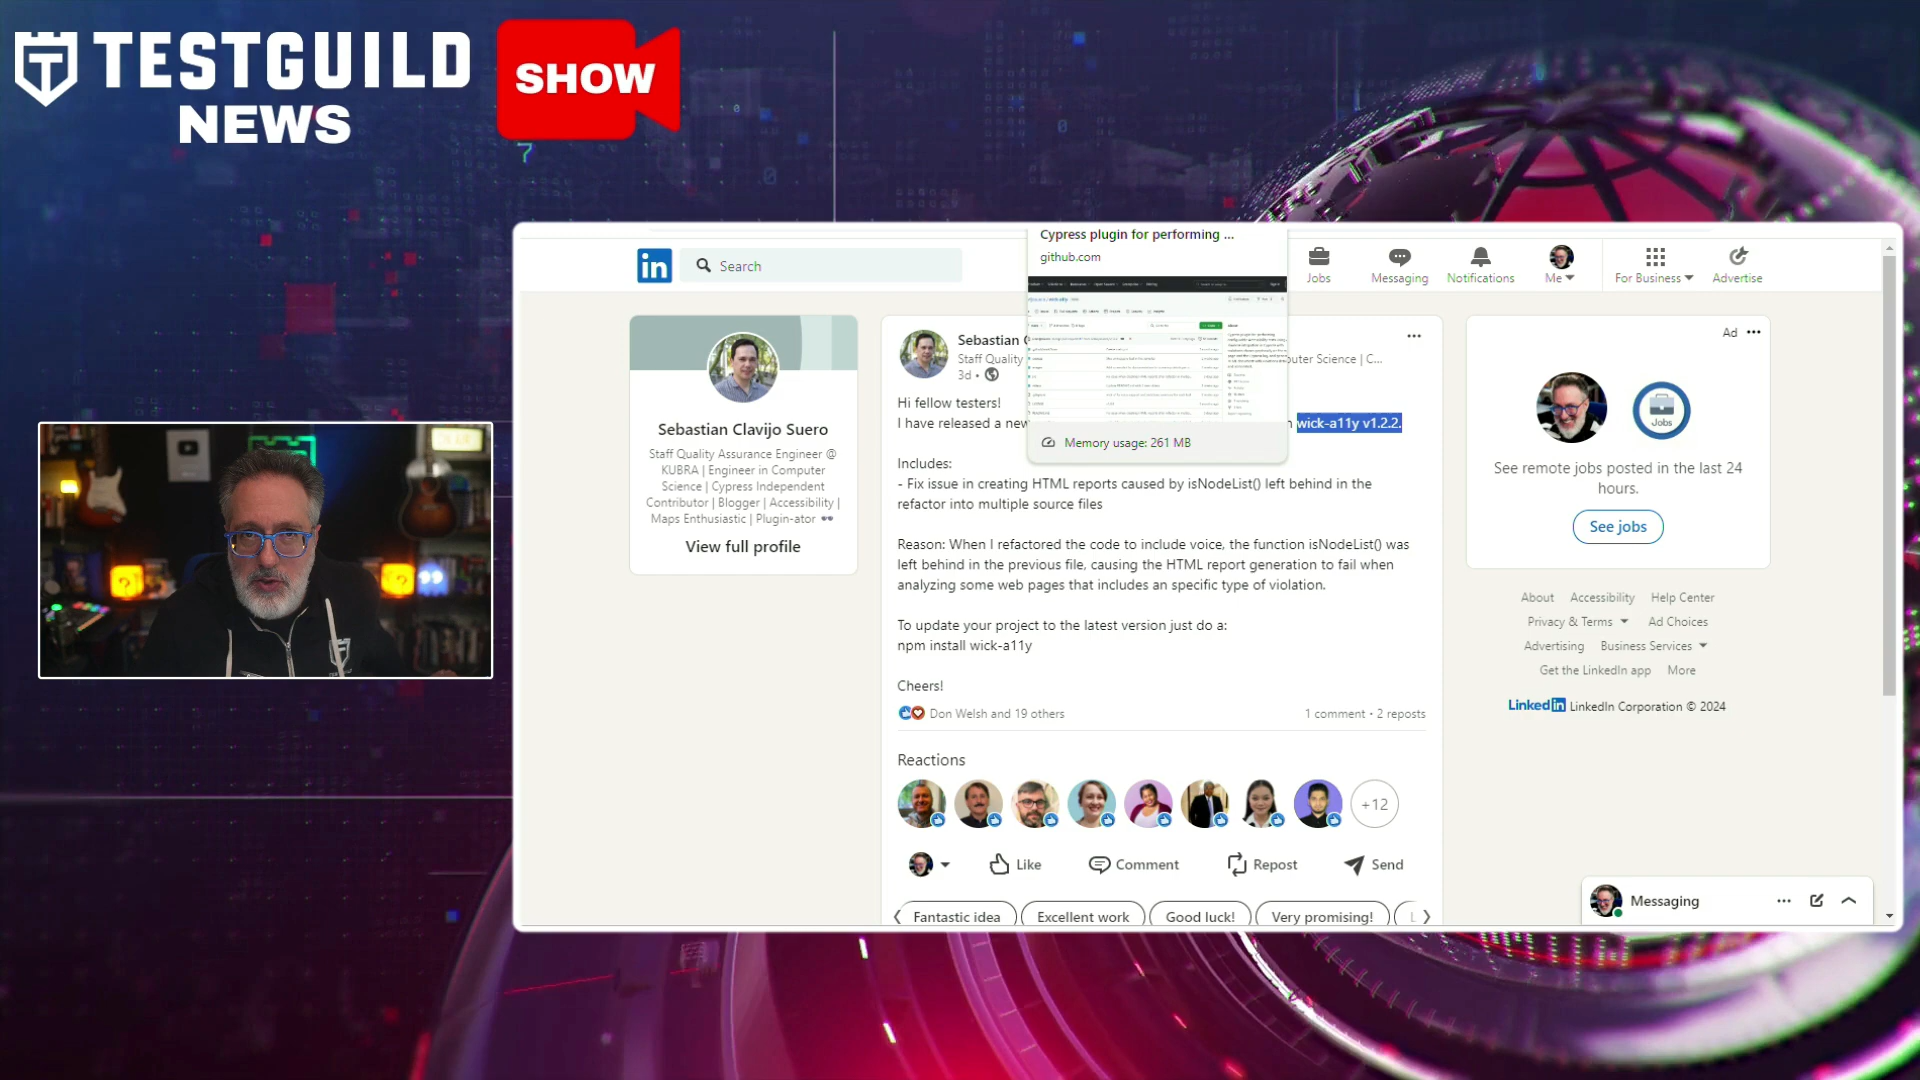 TESTGUILD
NEWS
SHOW
Cypress plugin for performing ...
github.com
Memory usage: 261 MB
Search
Jobs
Messaging
Notifications
Me
For Business
Advertise
Sebastian Clavijo Suero
Staff Quality Assurance Engineer @
KUBRA | Engineer in Computer
Science | Cypress Independent
Contributor | Blogger | Accessibility |
Maps Enthusiastic | Plugin-ator 👓
View full profile
Sebastian
Staff Quality
uter Science | C...
3d •
Hi fellow testers!
I have released a new
wick-a11y v1.2.2.
Includes:
- Fix issue in creating HTML reports caused by isNodeList() left behind in the
refactor into multiple source files
Reason: When I refactored the code to include voice, the function isNodeList() was
left behind in the previous file, causing the HTML report generation to fail when
analyzing some web pages that includes an specific type of violation.
To update your project to the latest version just do a:
npm install wick-a11y
Cheers!
Don Welsh and 19 others
1 comment • 2 reposts
Reactions
+12
Like
Comment
Repost
Send
Fantastic idea
Excellent work
Good luck!
Very promising!
Ad
Jobs
See remote jobs posted in the last 24
hours.
See jobs
About
Accessibility
Help Center
Privacy & Terms
Ad Choices
Advertising
Business Services
Get the LinkedIn app
More
LinkedIn LinkedIn Corporation © 2024
Messaging